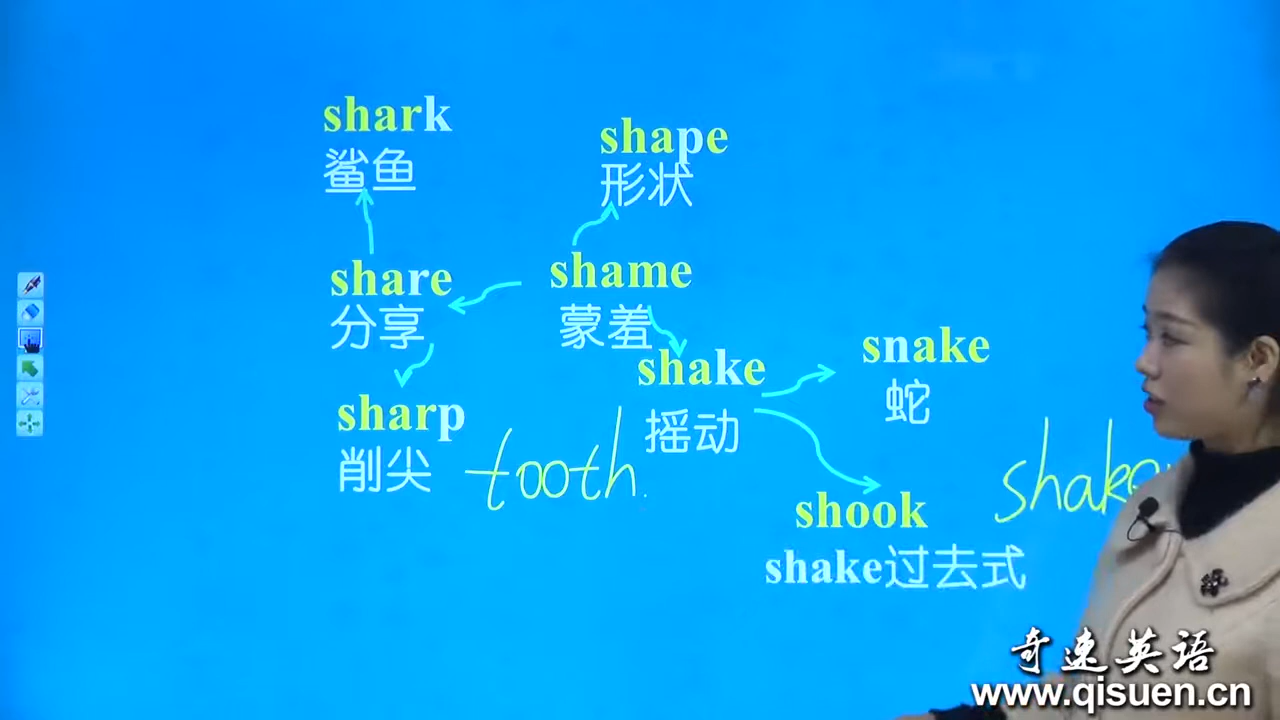 shark
鲨鱼
shape
形状
share
分享
shame
蒙羞
shake
摇动
snake
蛇
sharp
削尖
tooth.
shake
shook
shake过去式
奇速英语
www.qisuen.cn